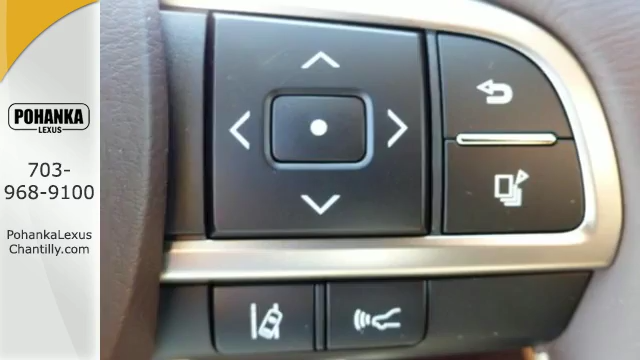 POHANKA
LEXUS
703-
968-9100
PohankaLexus
Chantilly.com